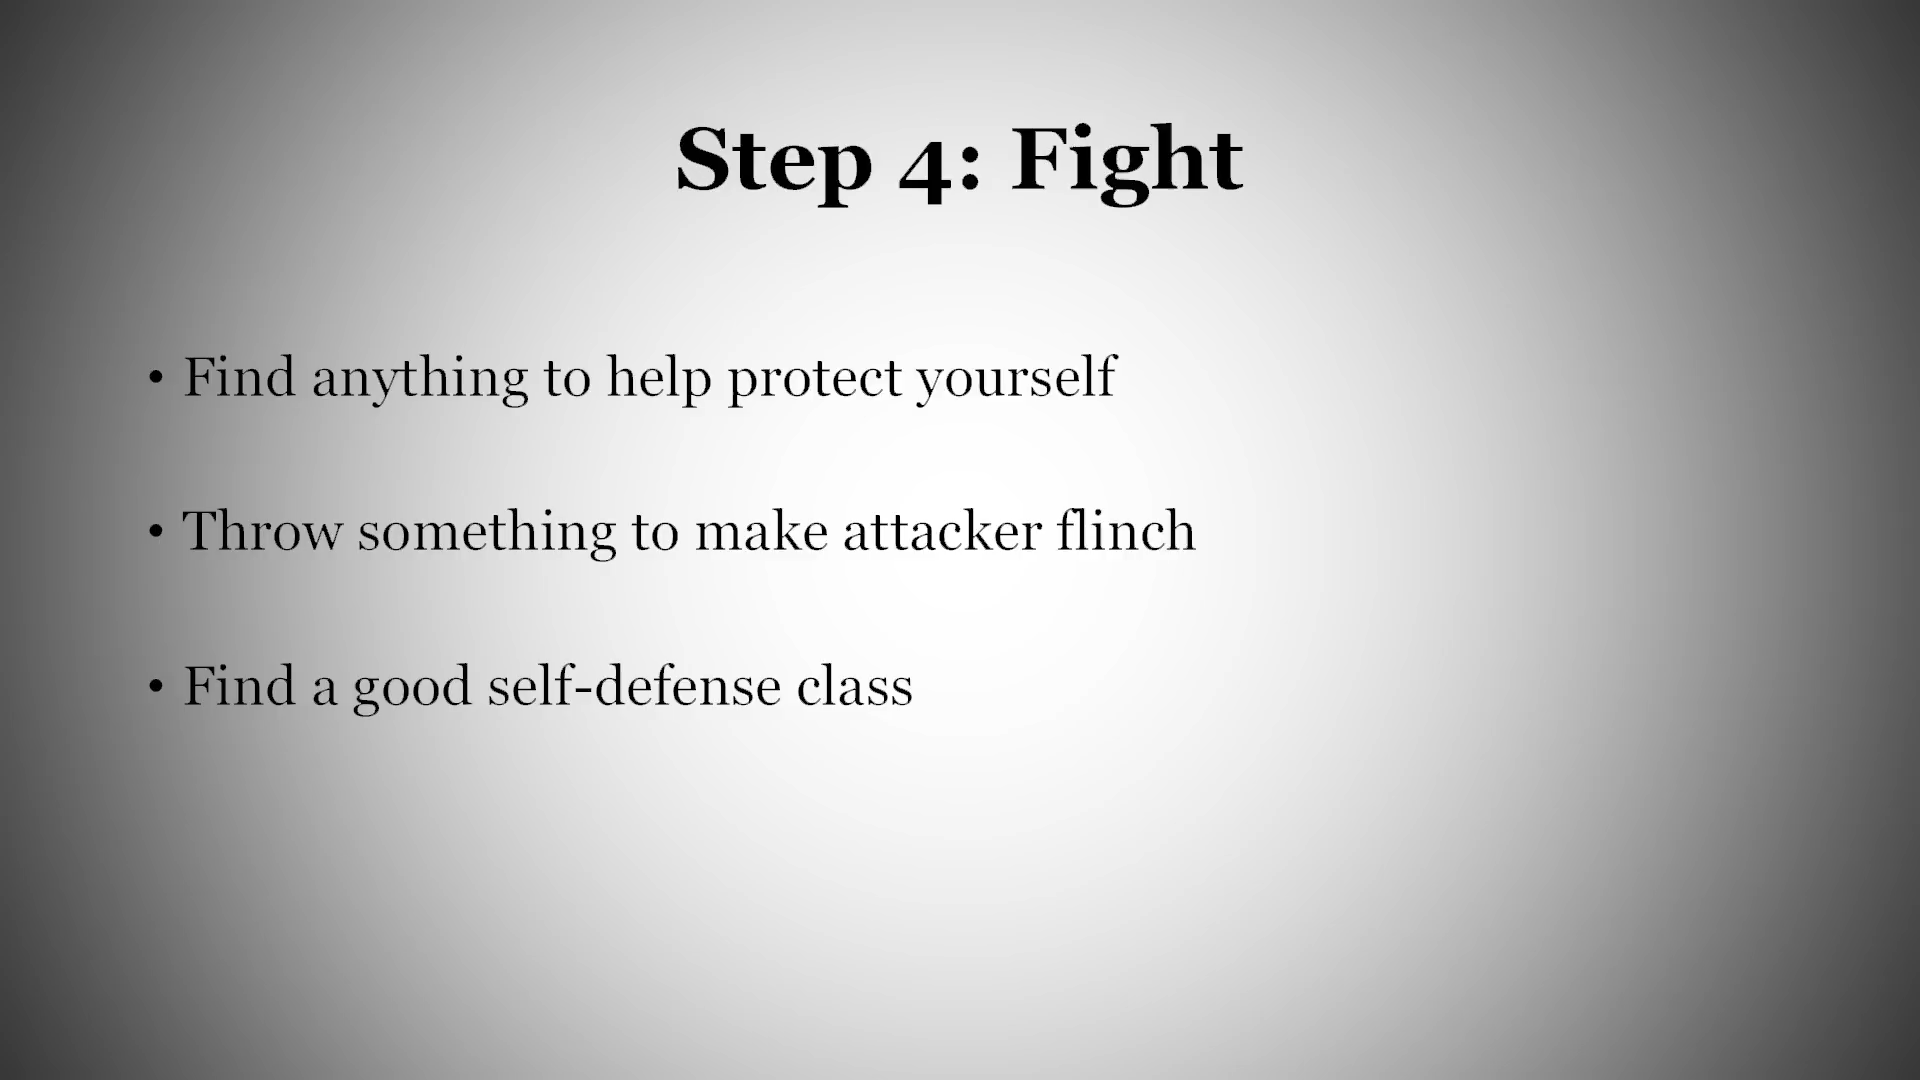 Step 4: Fight
• Find anything to help protect yourself
• Throw something to make attacker flinch
• Find a good self-defense class